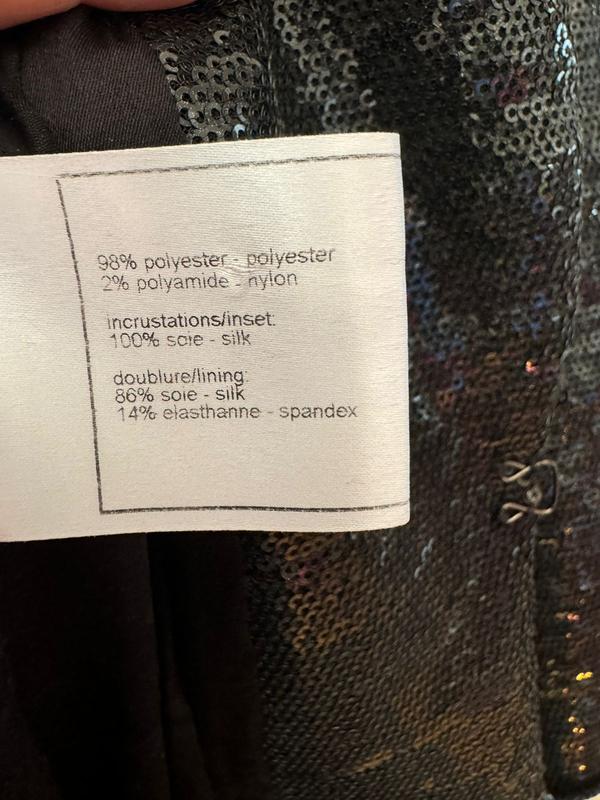 98% polyester - polyester
2% polyamide - nylon
incrustations/inset:
100% soie - silk
doublure/lining:
86% soie - silk
14% elasthanne - spandex